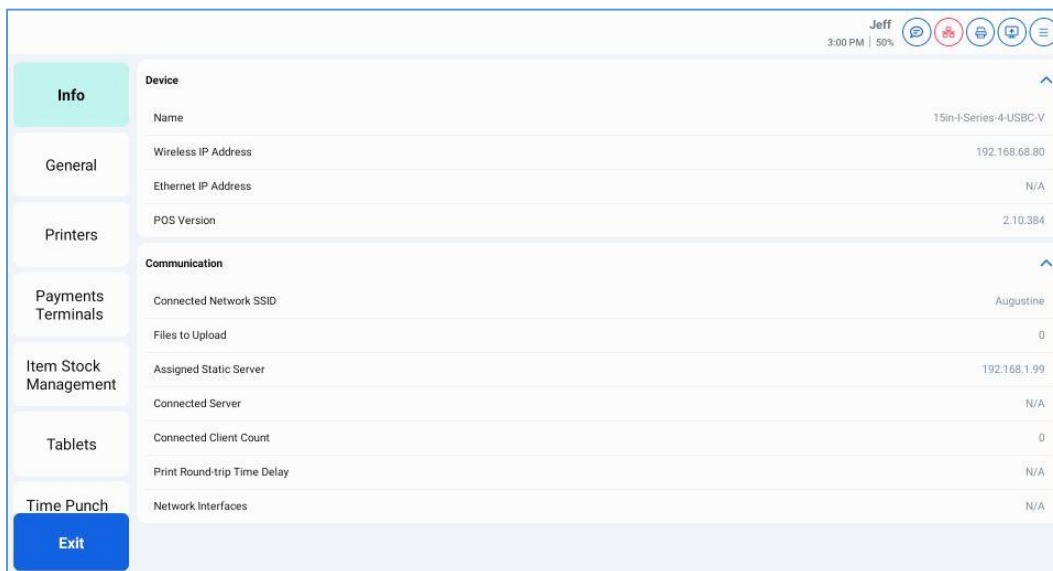 Jeff
3:00 PM | 50%
Info
General
Printers
Payments
Terminals
Item Stock
Management
Tablets
Time Punch
Exit
Device
Name 15in-I-Series-4-USBC-V
Wireless IP Address 192.168.68.80
Ethernet IP Address N/A
POS Version 2.10.384
Communication
Connected Network SSID Augustine
Files to Upload 0
Assigned Static Server 192.168.1.99
Connected Server N/A
Connected Client Count 0
Print Round-trip Time Delay N/A
Network Interfaces N/A